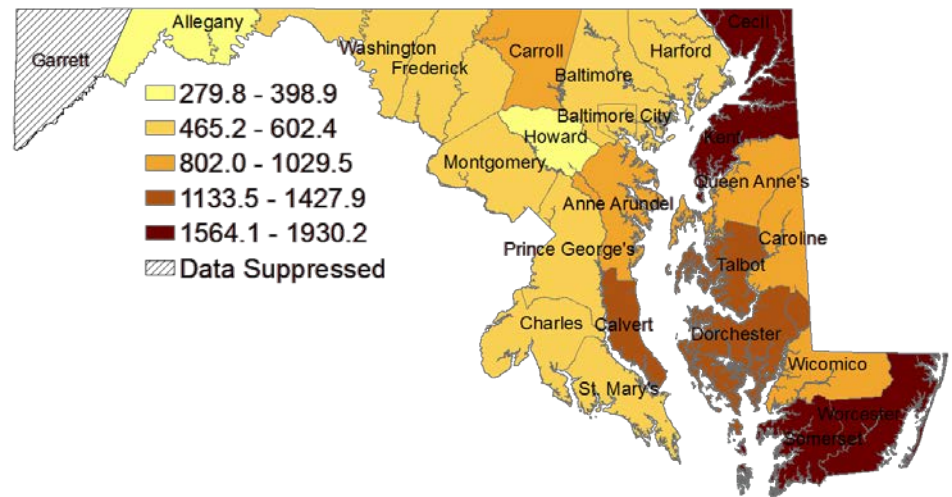 Cecil
Allegany
Garrett
Washington
Carroll
Harford
Frederick
Baltimore
279.8 - 398.9
465.2 - 602.4
802.0 - 1029.5
1133.5 - 1427.9
1564.1 - 1930.2
Data Suppressed
Baltimore City
Howard
Kent
Montgomery
Queen Anne's
Anne Arundel
Caroline
Prince George's
Talbot
Charles
Calvert
Dorchester
Wicomico
St. Mary's
Worcester
Somerset